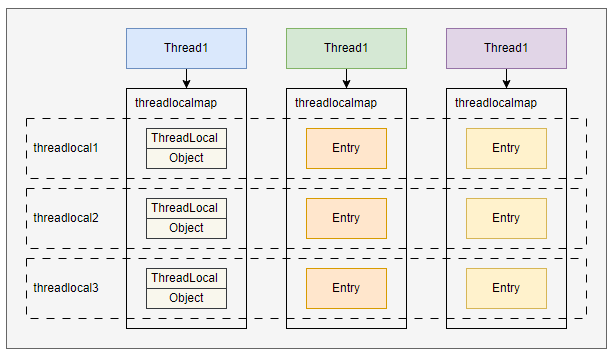 Thread1
Thread1
Thread1
threadlocalmap
threadlocalmap
threadlocalmap
threadlocal1
ThreadLocal
Object
Entry
Entry
threadlocal2
ThreadLocal
Object
Entry
Entry
threadlocal3
ThreadLocal
Object
Entry
Entry